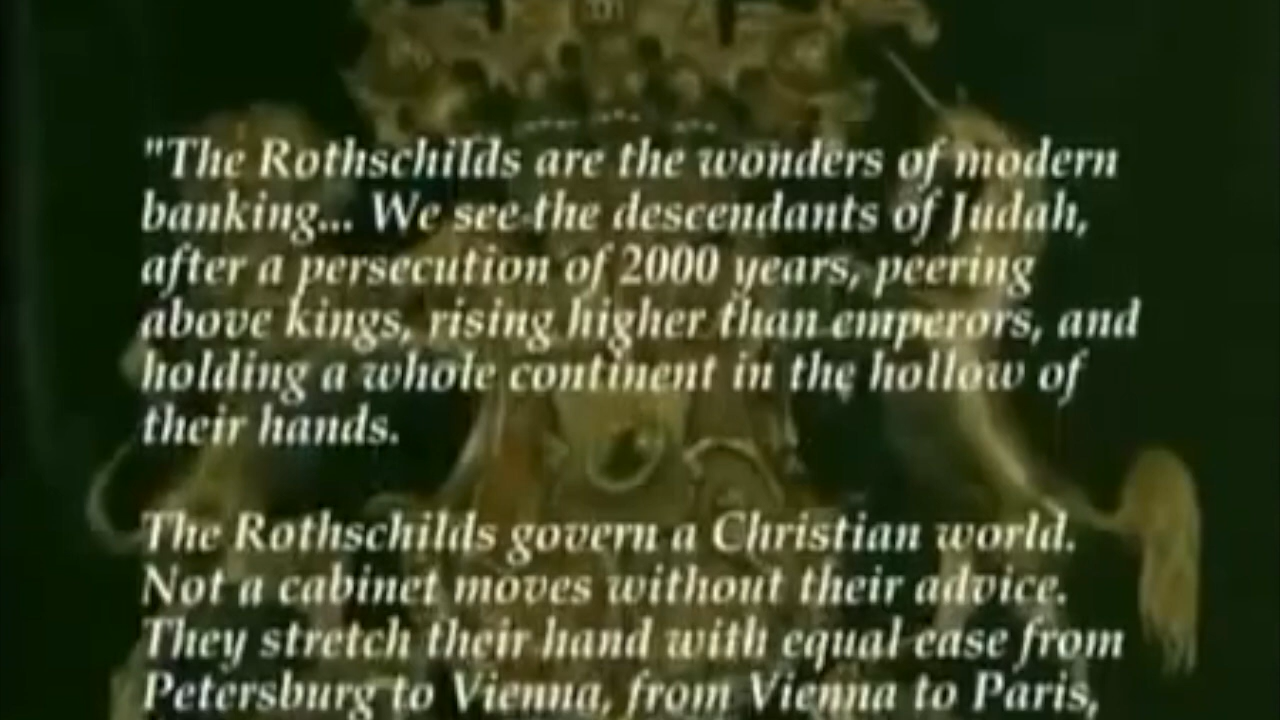 "The Rothschilds are the wonders of modern
banking... We see the descendants of Judah,
after a persecution of 2000 years, peering
above kings, rising higher than emperors, and
holding a whole continent in the hollow of
their hands.
The Rothschilds govern a Christian world.
Not a cabinet moves without their advice.
They stretch their hand with equal ease from
Petersburg to Vienna, from Vienna to Paris,